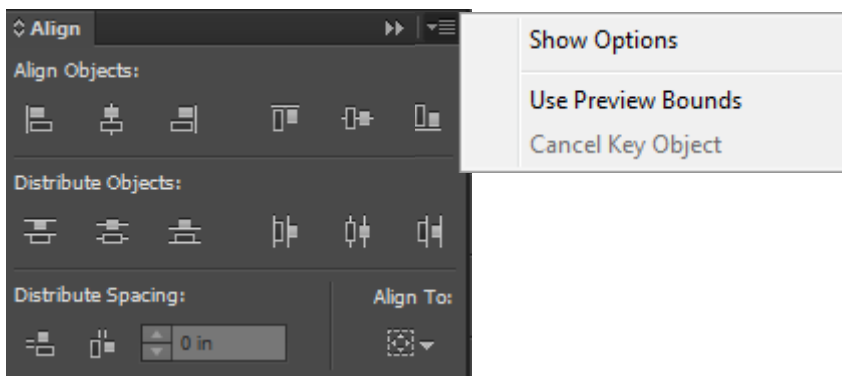 Align
Show Options
Align Objects:
Use Preview Bounds
Cancel Key Object
Distribute Objects:
Distribute Spacing:
Align To:
0 in